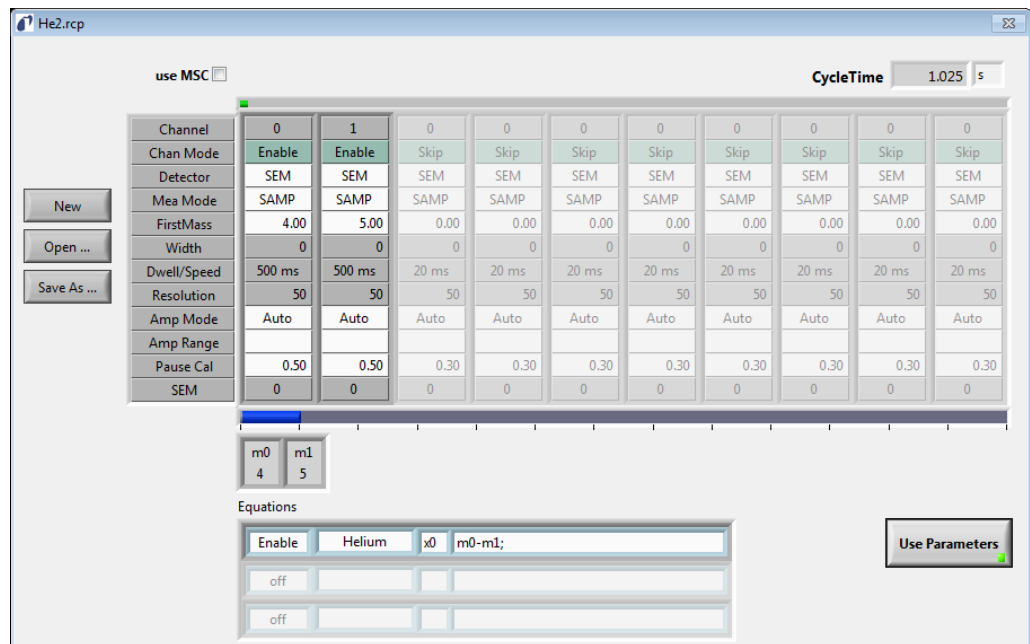 He2.rcp
use MSC
CycleTime 1.025 s
Channel 0 1 0 0 0 0 0 0 0 0
Chan Mode Enable Enable Skip Skip Skip Skip Skip Skip Skip Skip
Detector SEM SEM SEM SEM SEM SEM SEM SEM SEM SEM
New Mea Mode SAMP SAMP SAMP SAMP SAMP SAMP SAMP SAMP SAMP SAMP
FirstMass 4.00 5.00 0.00 0.00 0.00 0.00 0.00 0.00 0.00 0.00
Open ... Width 0 0 0 0 0 0 0 0 0 0
Dwell/Speed 500 ms 500 ms 20 ms 20 ms 20 ms 20 ms 20 ms 20 ms 20 ms 20 ms
Save As ... Resolution 50 50 50 50 50 50 50 50 50 50
Amp Mode Auto Auto Auto Auto Auto Auto Auto Auto Auto Auto
Amp Range
Pause Cal 0.50 0.50 0.30 0.30 0.30 0.30 0.30 0.30 0.30 0.30
SEM 0 0 0 0 0 0 0 0 0 0
m0 m1
4 5
Equations
Enable Helium x0 m0-m1;
Use Parameters
off
off